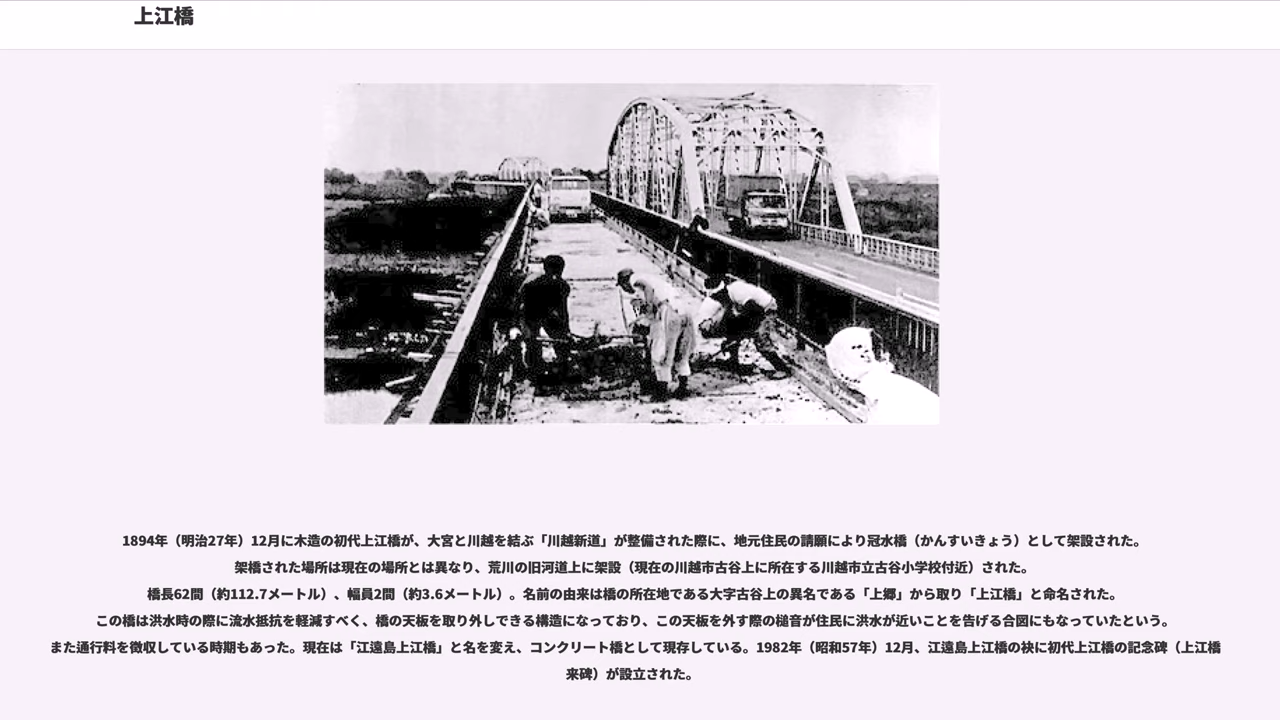 上江橋
1894年（明治27年）12月に木造の初代上江橋が、大宮と川越を結ぶ「川越新道」が整備された際に、地元住民の請願により冠水橋（かんすいきょう）として架設された。
架橋された場所は現在の場所とは異なり、荒川の旧河道上に架設（現在の川越市古谷上に所在する川越市立古谷小学校付近）された。
橋長62間（約112.7メートル）、幅員2間（約3.6メートル）。名前の由来は橋の所在地である大字古谷上の異名である「上郷」から取り「上江橋」と命名された。
この橋は洪水時の際に流水抵抗を軽減すべく、橋の天板を取り外しできる構造になっており、この天板を外す際の槌音が住民に洪水が近いことを告げる合図にもなっていたという。
また通行料を徴収している時期もあった。現在は「江遠島上江橋」と名を変え、コンクリート橋として現存している。1982年（昭和57年）12月、江遠島上江橋の袂に初代上江橋の記念碑（上江橋
来碑）が設立された。